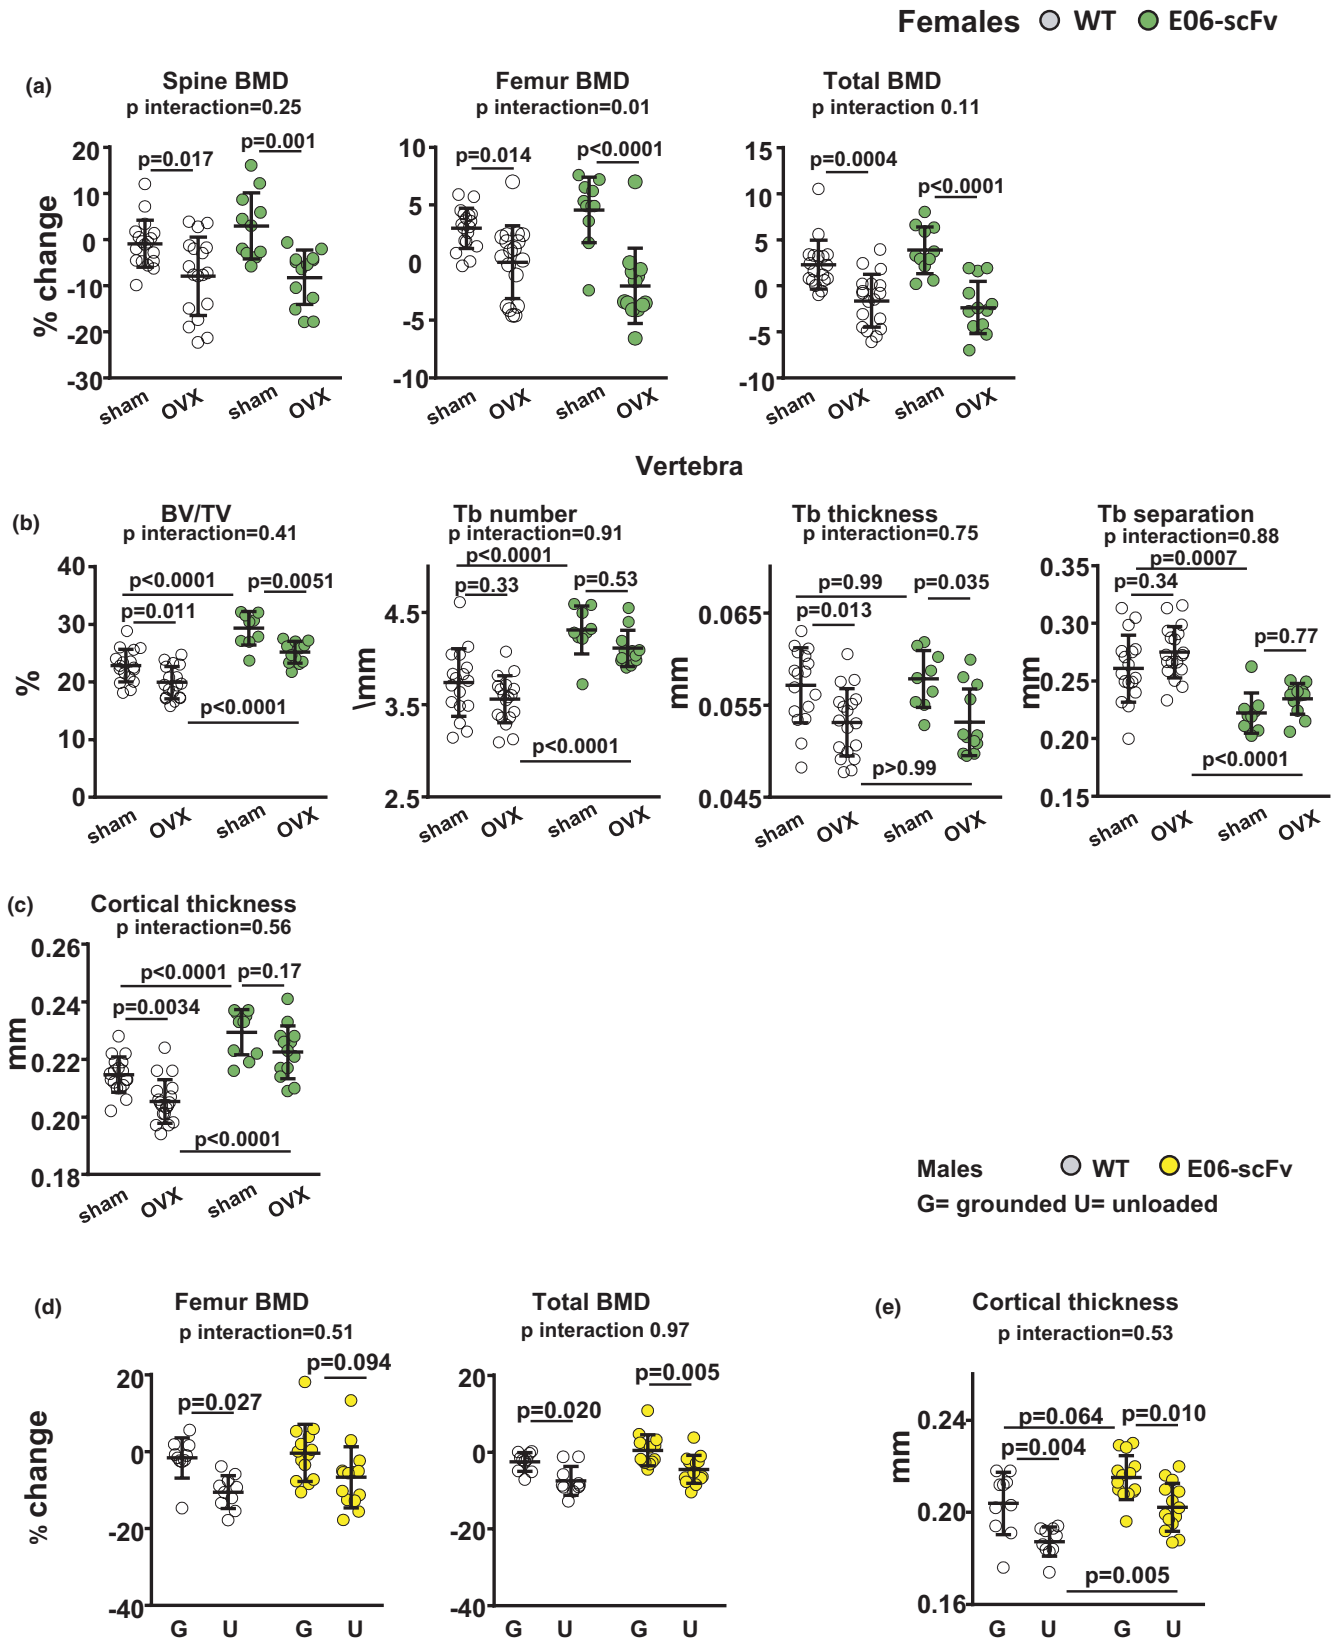 Females WT E06-scFv
(a)
Spine BMD
p interaction=0.25
% change
20
10
0
-10
-20
-30
p=0.017
p=0.001
sham
OVX
sham
OVX
Femur BMD
p interaction=0.01
10
5
0
-5
-10
p=0.014
p<0.0001
sham
OVX
sham
OVX
Total BMD
p interaction 0.11
15
10
5
0
-5
-10
p=0.0004
p<0.0001
sham
OVX
sham
OVX
Vertebra
(b)
BV/TV
p interaction=0.41
%
40
30
20
10
0
p<0.0001
p=0.0051
p=0.011
p<0.0001
sham
OVX
sham
OVX
Tb number
p interaction=0.91
\mm
4.5
3.5
2.5
p<0.0001
p=0.33
p=0.53
p<0.0001
sham
OVX
sham
OVX
Tb thickness
p interaction=0.75
mm
0.065
0.055
0.045
p=0.99
p=0.035
p=0.013
p>0.99
sham
OVX
sham
OVX
Tb separation
p interaction=0.88
0.35
0.30
0.25
0.20
0.15
p=0.0007
p=0.34
p=0.77
p<0.0001
sham
OVX
sham
OVX
(c)
Cortical thickness
p interaction=0.56
mm
0.26
0.24
0.22
0.20
0.18
p<0.0001
p=0.17
p=0.0034
p<0.0001
sham
OVX
sham
OVX
Males WT E06-scFv
G= grounded U= unloaded
(d)
Femur BMD
p interaction=0.51
% change
20
0
-20
-40
p=0.027
p=0.094
G U G U
Total BMD
p interaction 0.97
20
0
-20
-40
p=0.020
p=0.005
G U G U
(e)
Cortical thickness
p interaction=0.53
mm
0.24
0.20
0.16
p=0.064
p=0.010
p=0.004
p=0.005
G U G U